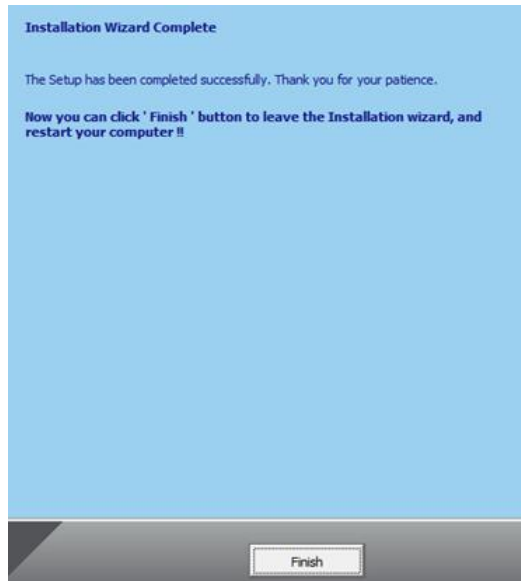 Installation Wizard Complete
The Setup has been completed successfully. Thank you for your patience.
Now you can click ' Finish ' button to leave the Installation wizard, and
restart your computer !!
Finish